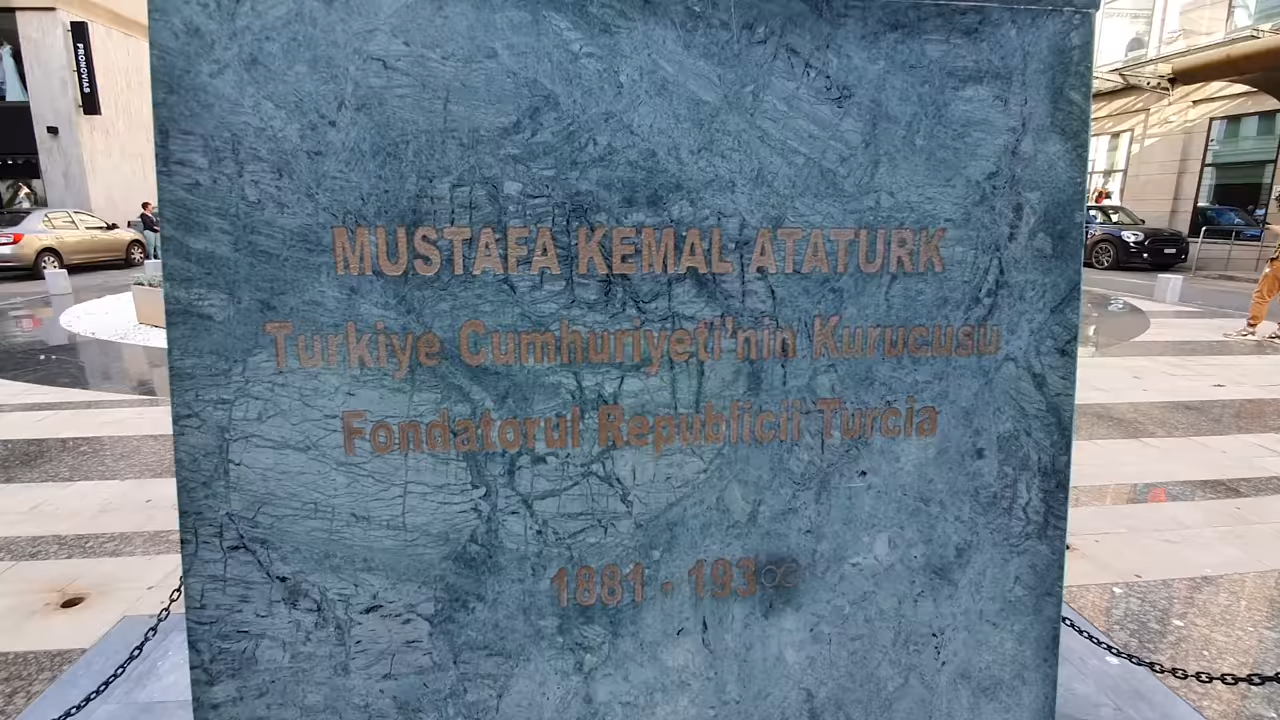 PRONOVIAS
MUSTAFA KEMAL ATATURK
Turkiye Cumhuriyeti'nin Kurucusu
Fondatorul Republicii Turcia
1881 - 193∞